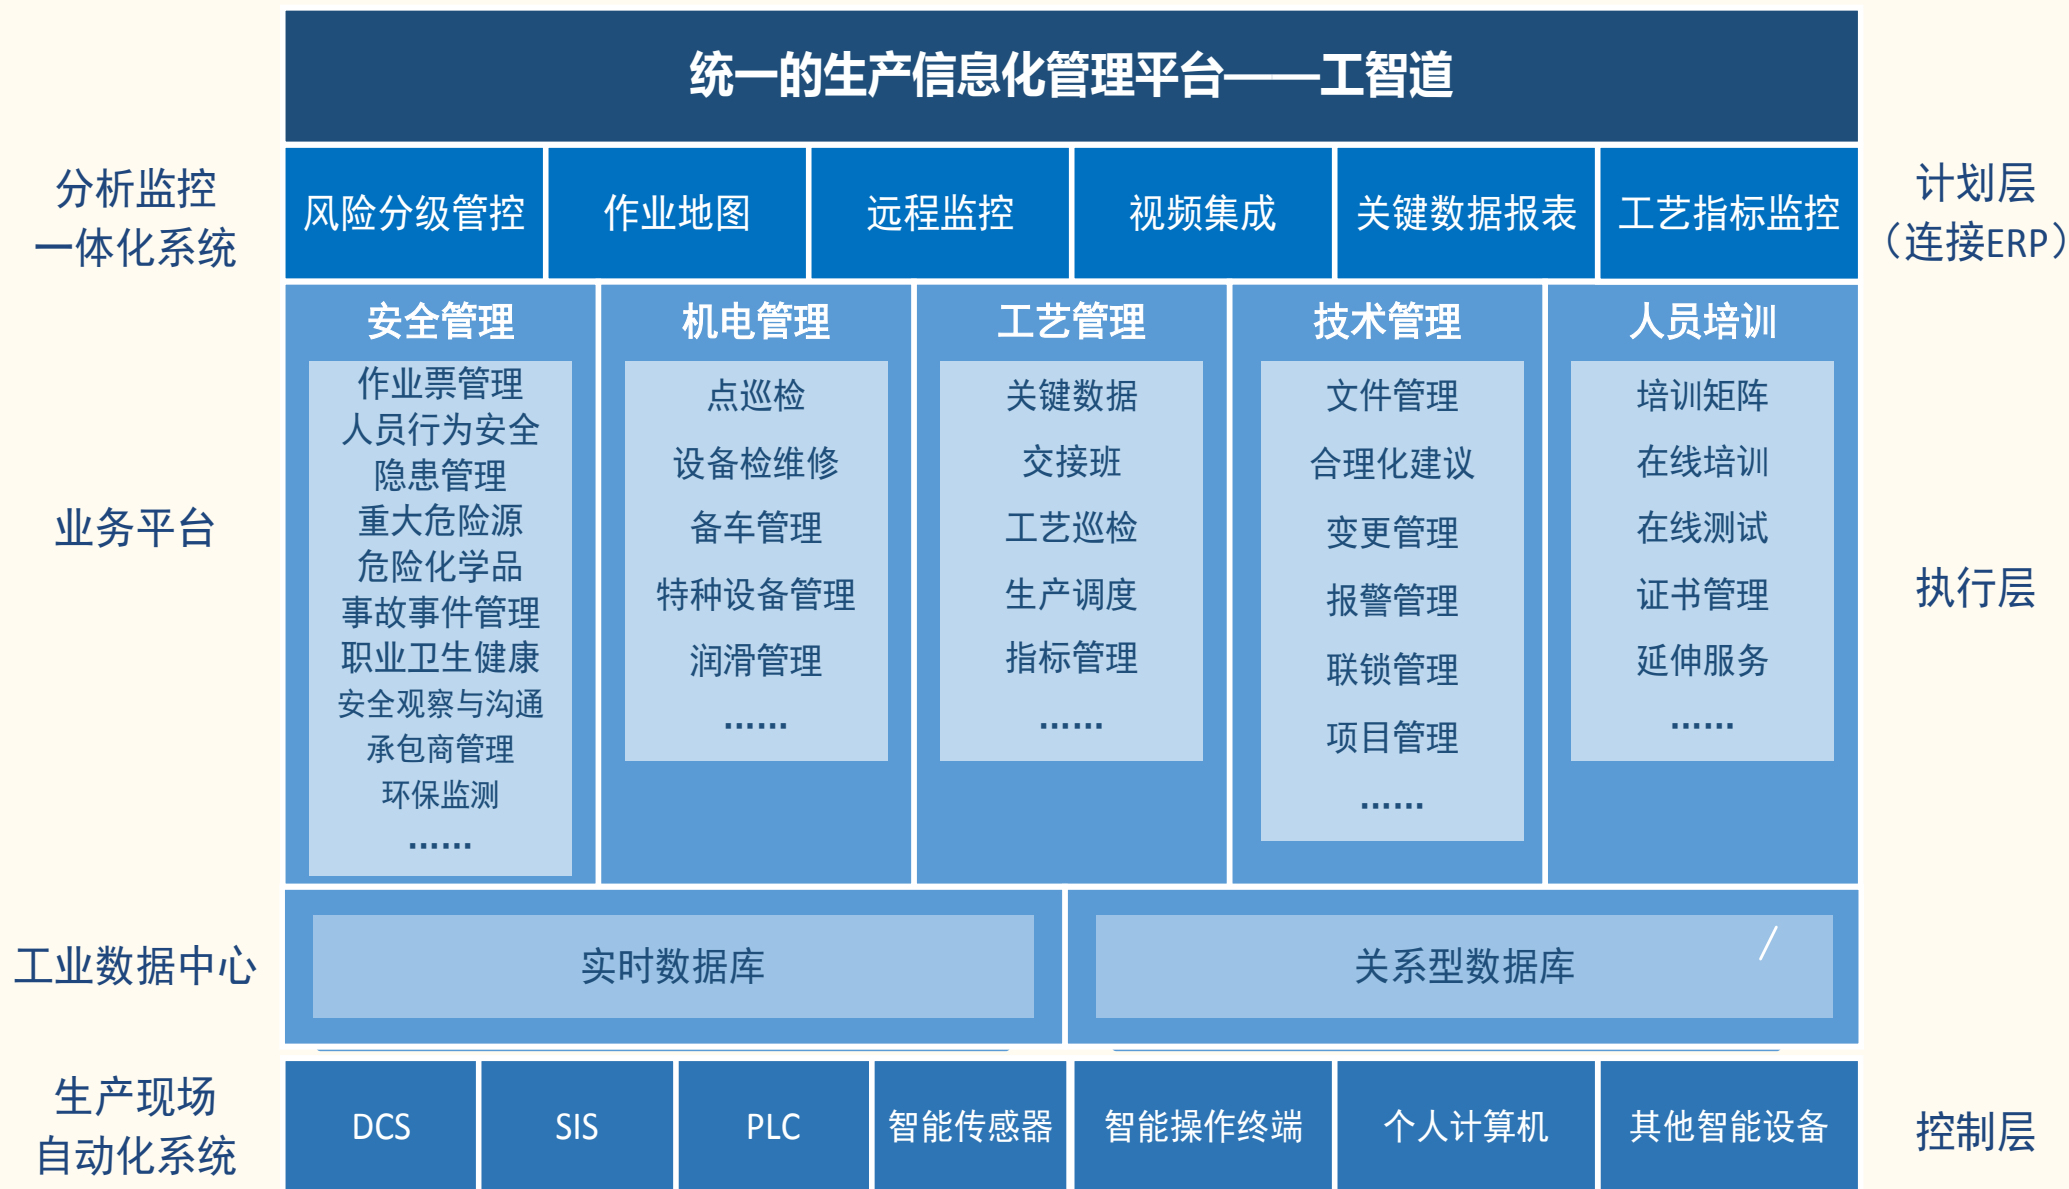 统一的生产信息化管理平台——工智道
分析监控
一体化系统
风险分级管控
作业地图
远程监控
视频集成
关键数据报表
工艺指标监控
计划层
（连接ERP）
业务平台
安全管理
作业票管理
人员行为安全
隐患管理
重大危险源
危险化学品
事故事件管理
职业卫生健康
安全观察与沟通
承包商管理
环保监测
……
机电管理
点巡检
设备检维修
备车管理
特种设备管理
润滑管理
……
工艺管理
关键数据
交接班
工艺巡检
生产调度
指标管理
……
技术管理
文件管理
合理化建议
变更管理
报警管理
联锁管理
项目管理
……
人员培训
培训矩阵
在线培训
在线测试
证书管理
延伸服务
……
执行层
工业数据中心
实时数据库
关系型数据库
生产现场
自动化系统
DCS
SIS
PLC
智能传感器
智能操作终端
个人计算机
其他智能设备
控制层